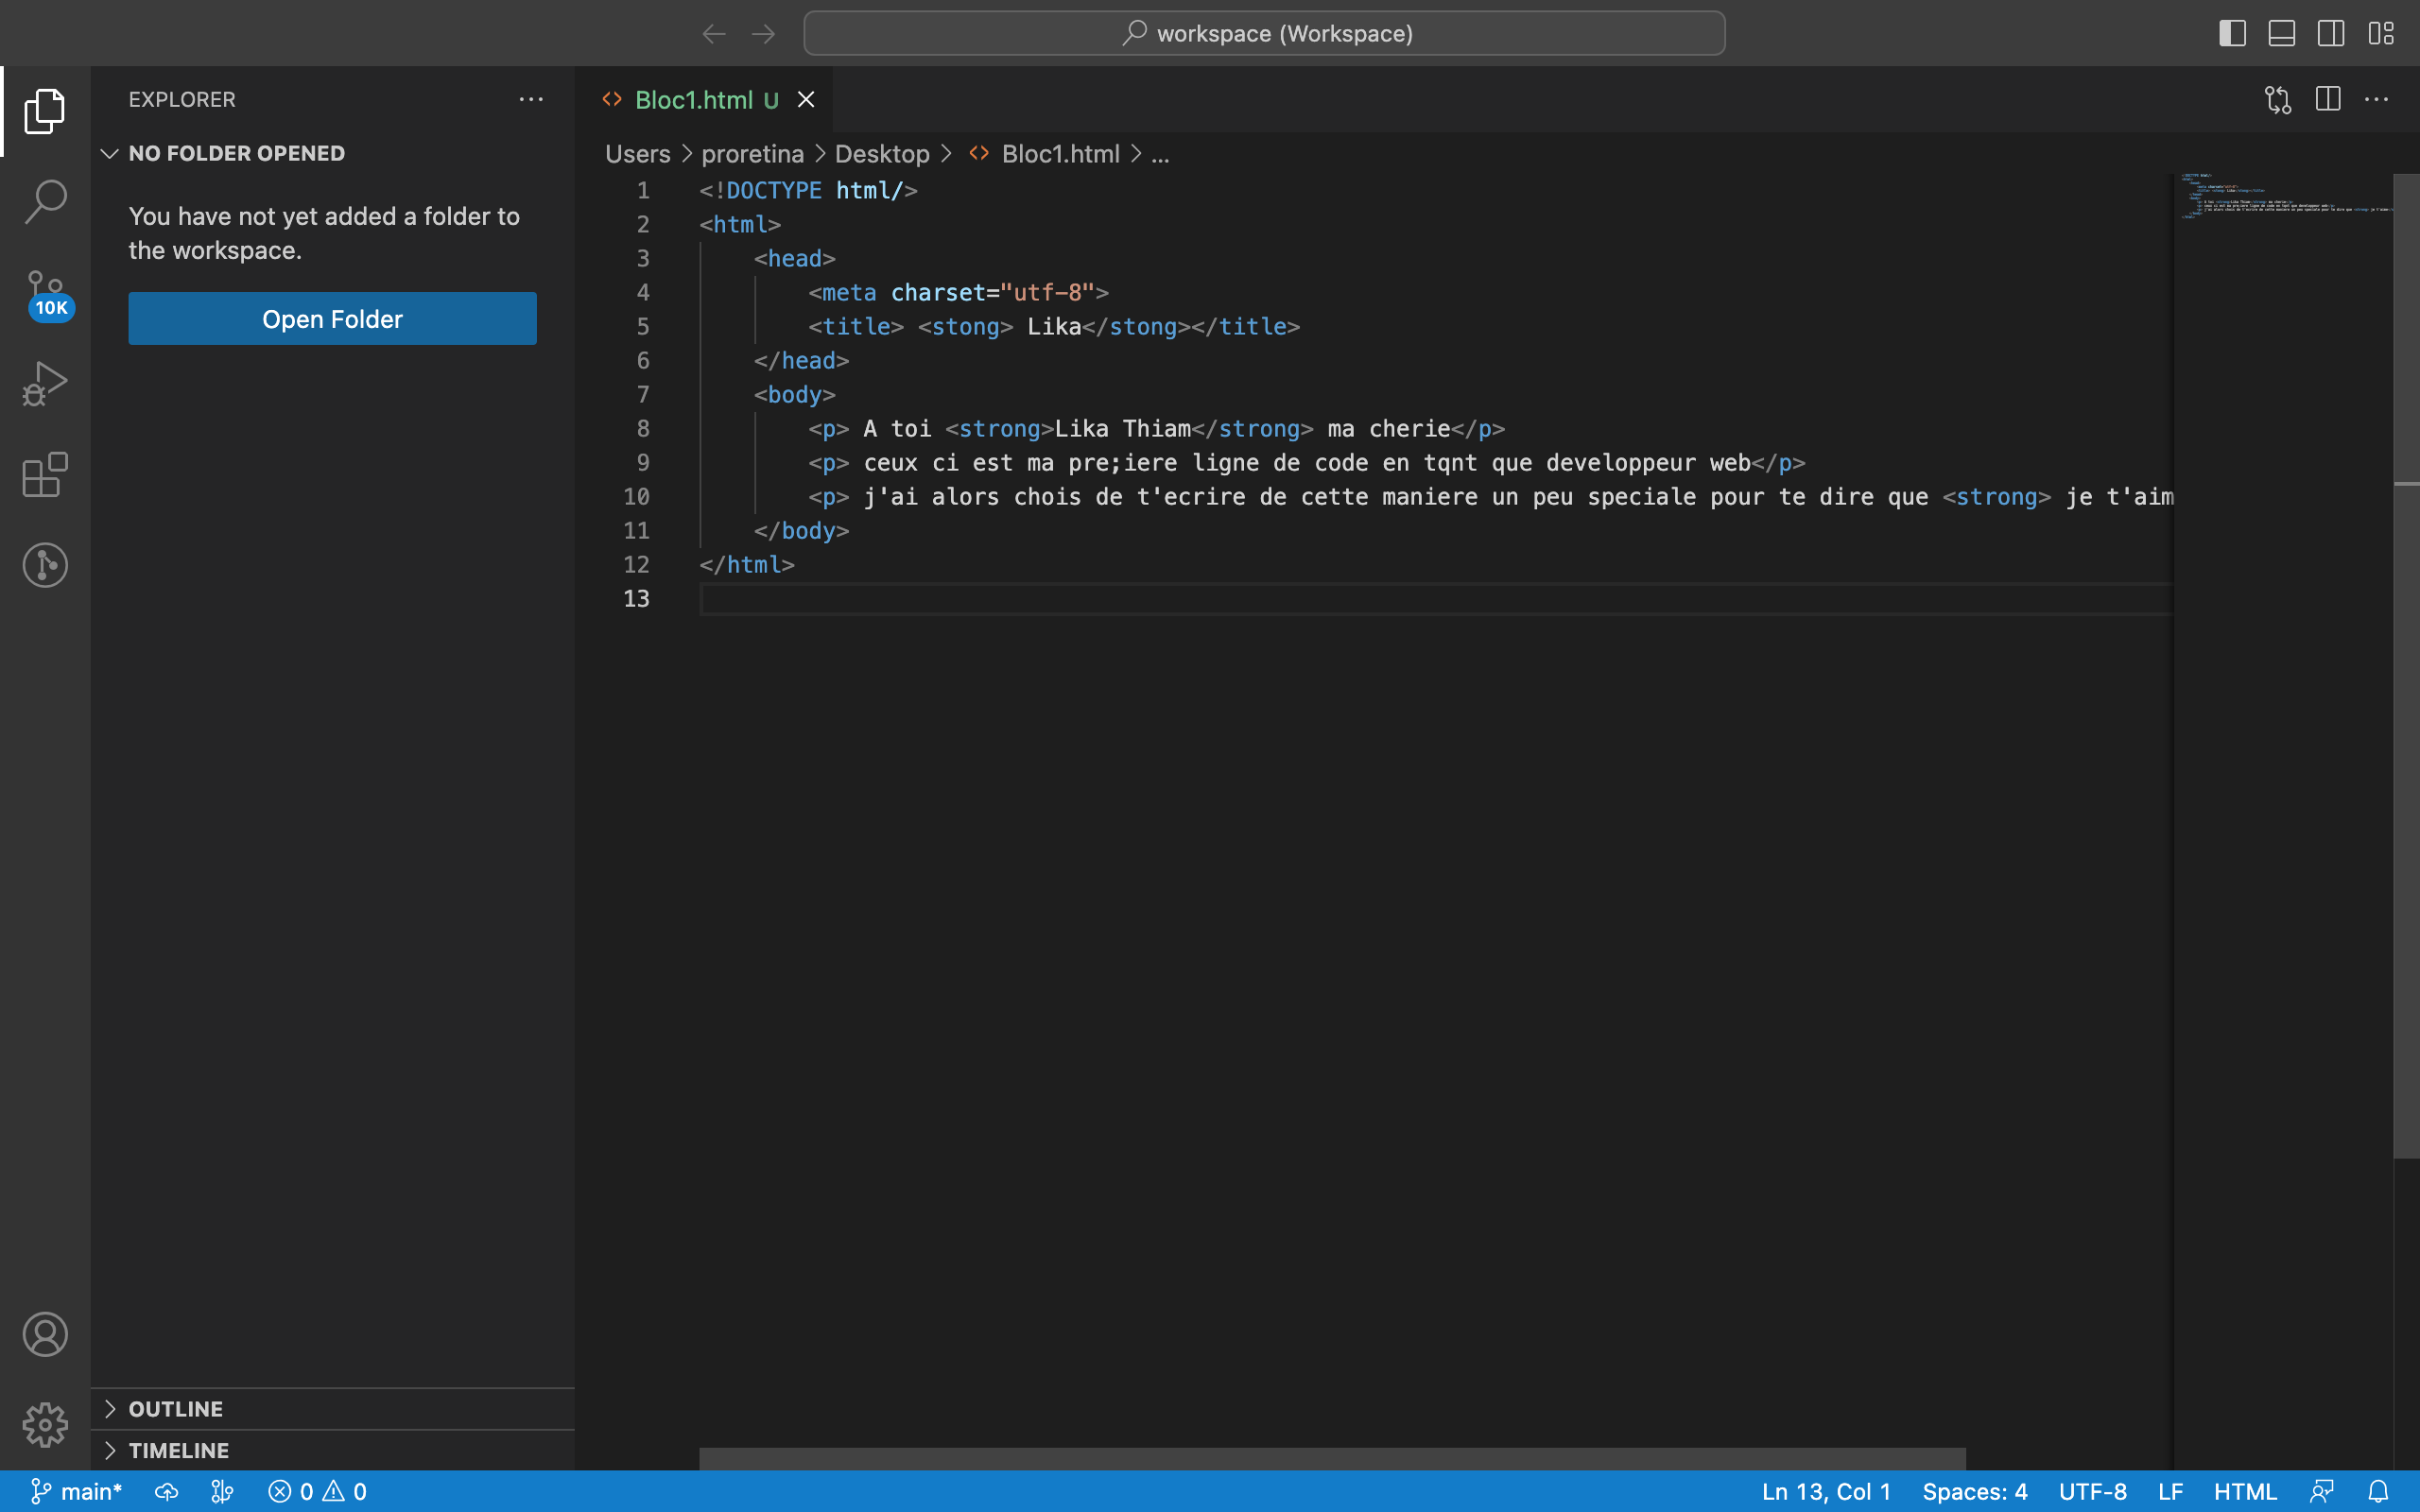 workspace (Workspace)
EXPLORER
NO FOLDER OPENED
You have not yet added a folder to
the workspace.
Open Folder
10K
OUTLINE
TIMELINE
Bloc1.html U
Users > proretina > Desktop > <> Bloc1.html > ...
1 <!DOCTYPE html/>
2 <html>
3 <head>
4 <meta charset="utf-8">
5 <title> <stong> Lika</stong></title>
6 </head>
7 <body>
8 <p> A toi <strong>Lika Thiam</strong> ma cherie</p>
9 <p> ceux ci est ma pre;iere ligne de code en tqnt que developpeur web</p>
10 <p> j'ai alors chois de t'ecrire de cette maniere un peu speciale pour te dire que <strong> je t'aim
11 </body>
12 </html>
13
main* 0 0 Ln 13, Col 1 Spaces: 4 UTF-8 LF HTML